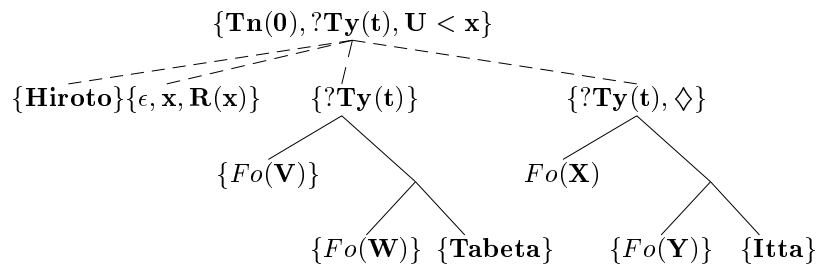 {Tn(0), ?Ty(t), U < x}
{Hiroto}{ϵ, x, R(x)} {?Ty(t)} {?Ty(t), ♢}
{Fo(V)} Fo(X)
{Fo(W)} {Tabeta} {Fo(Y)} {Itta}